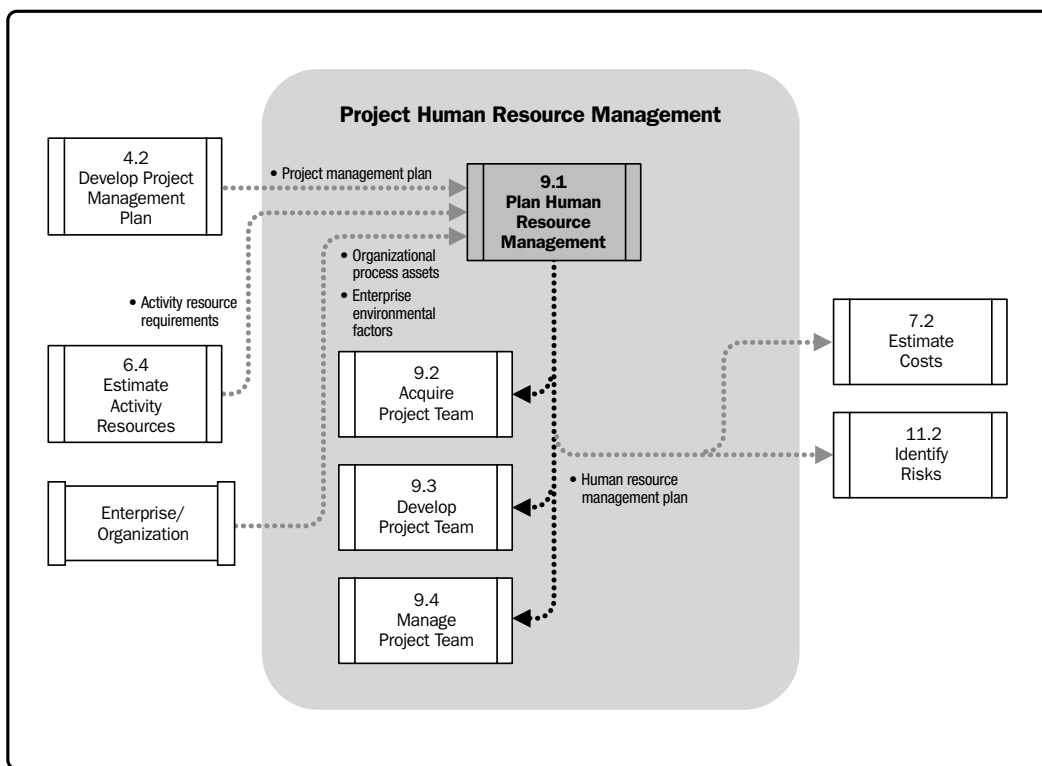 Project Human Resource Management
4.2
Develop Project
Management
Plan
• Project management plan
9.1
Plan Human
Resource
Management
• Organizational
process assets
• Enterprise
environmental
factors
• Activity resource
requirements
6.4
Estimate
Activity
Resources
Enterprise/
Organization
9.2
Acquire
Project Team
9.3
Develop
Project Team
9.4
Manage
Project Team
• Human resource
management plan
7.2
Estimate
Costs
11.2
Identify
Risks